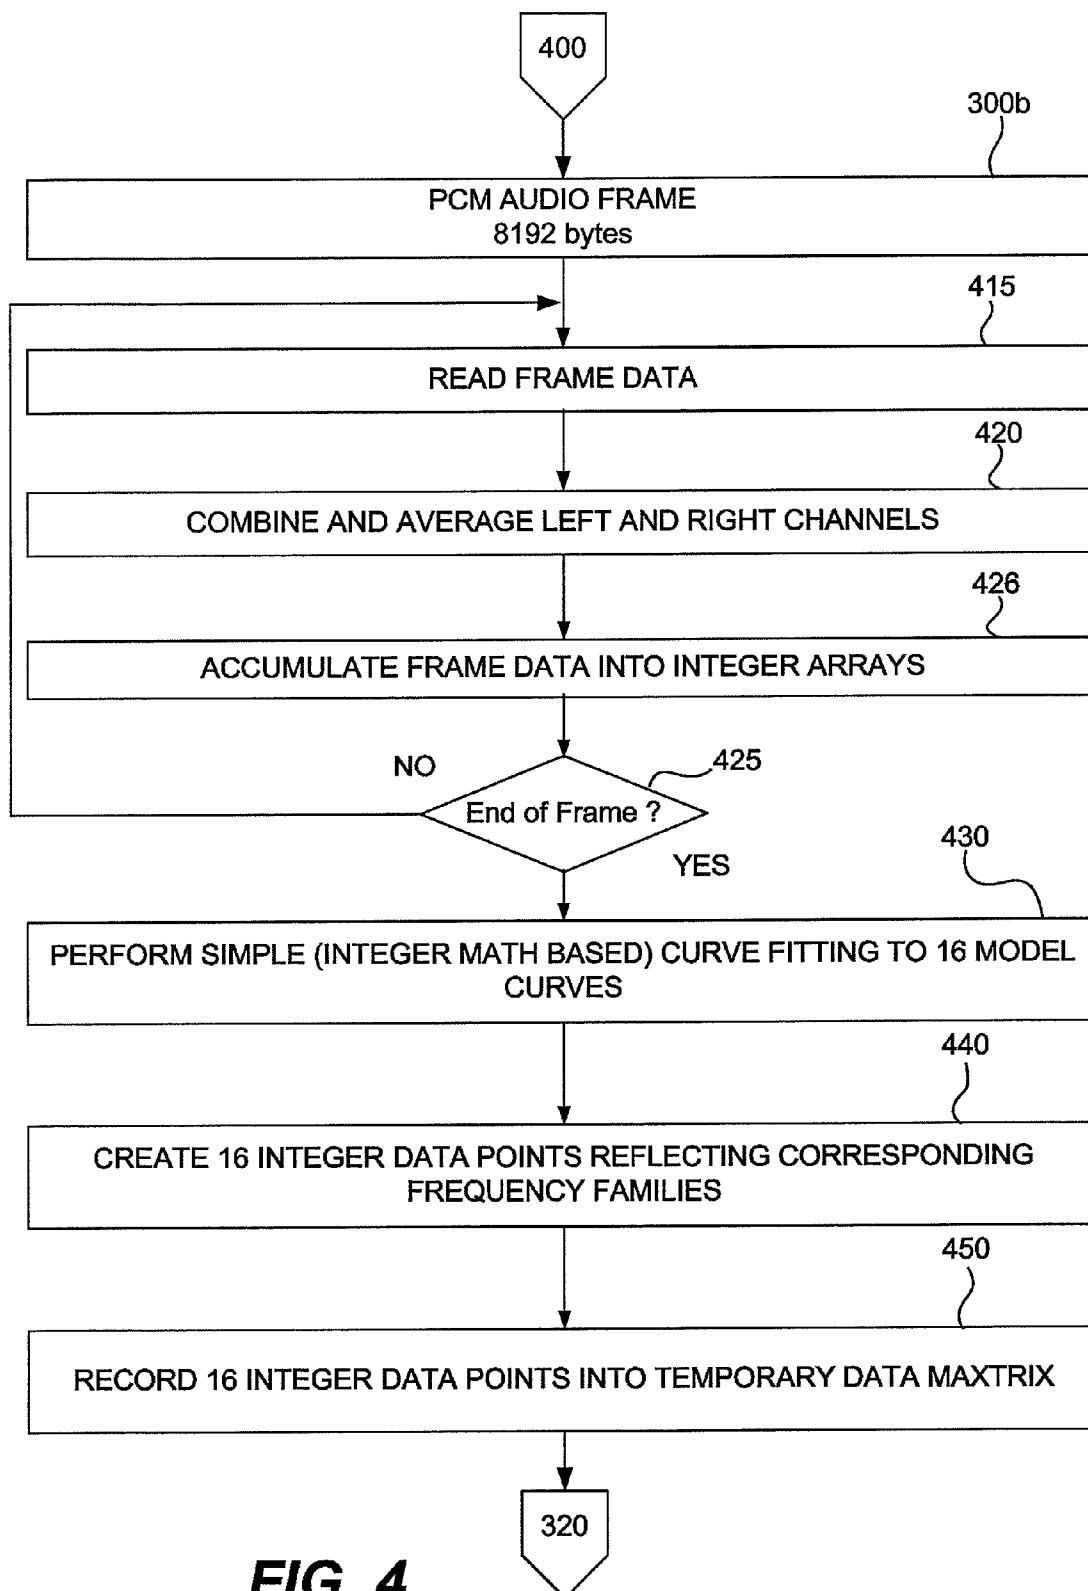 400
300b
PCM AUDIO FRAME
8192 bytes
415
READ FRAME DATA
420
COMBINE AND AVERAGE LEFT AND RIGHT CHANNELS
426
ACCUMULATE FRAME DATA INTO INTEGER ARRAYS
NO
425
End of Frame ?
YES
430
PERFORM SIMPLE (INTEGER MATH BASED) CURVE FITTING TO 16 MODEL
CURVES
440
CREATE 16 INTEGER DATA POINTS REFLECTING CORRESPONDING
FREQUENCY FAMILIES
450
RECORD 16 INTEGER DATA POINTS INTO TEMPORARY DATA MAXTRIX
320
FIG. 4